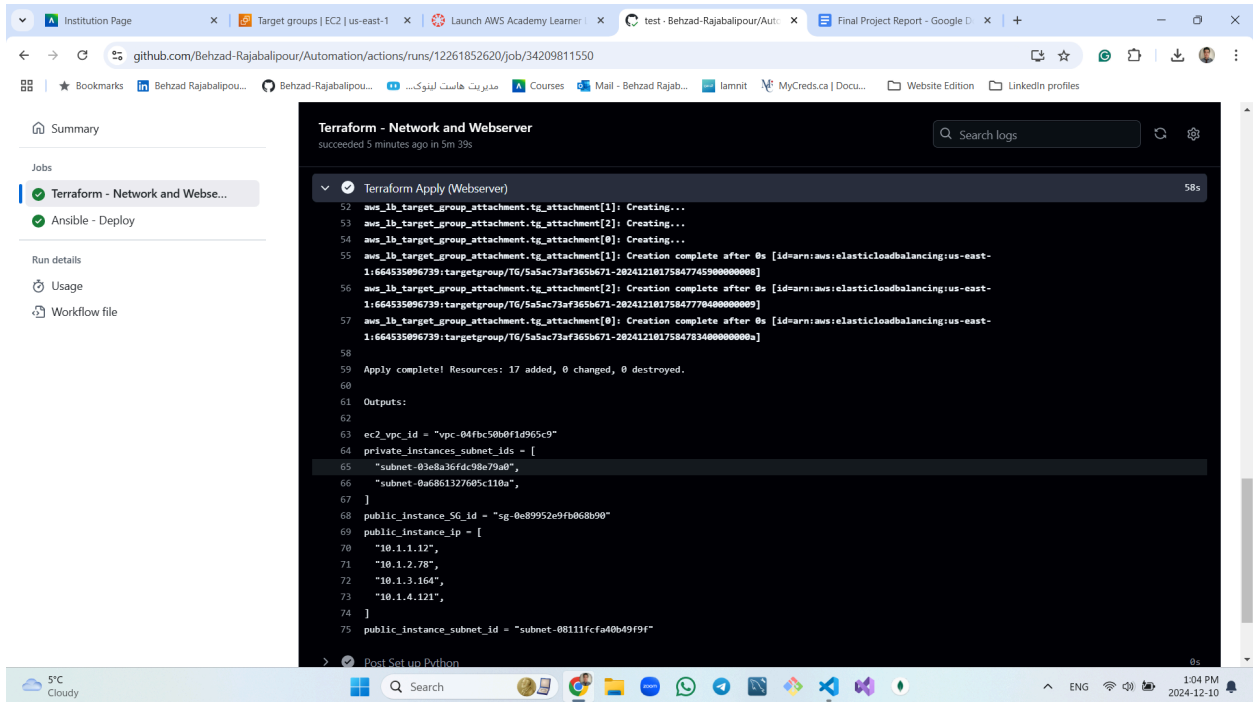 Institution Page
Target groups | EC2 | us-east-1
Launch AWS Academy Learner
test · Behzad-Rajabalipour/Auto
Final Project Report - Google D
github.com/Behzad-Rajabalipour/Automation/actions/runs/12261852620/job/34209811550
Bookmarks
Behzad Rajabalipou...
Behzad-Rajabalipou...
مدیریت هاست لینوک...
Courses
Mail - Behzad Rajab...
Iamnit
MyCreds.ca | Docu...
Website Edition
LinkedIn profiles
Summary
Jobs
Terraform - Network and Webse...
Ansible - Deploy
Run details
Usage
Workflow file
Terraform - Network and Webserver
succeeded 5 minutes ago in 5m 39s
Search logs
Terraform Apply (Webserver) 58s
52 aws_lb_target_group_attachment.tg_attachment[1]: Creating...
53 aws_lb_target_group_attachment.tg_attachment[2]: Creating...
54 aws_lb_target_group_attachment.tg_attachment[0]: Creating...
55 aws_lb_target_group_attachment.tg_attachment[1]: Creation complete after 0s [id=arn:aws:elasticloadbalancing:us-east-
1:664535096739:targetgroup/TG/5a5ac73af365b671-20241210175847745900000008]
56 aws_lb_target_group_attachment.tg_attachment[2]: Creation complete after 0s [id=arn:aws:elasticloadbalancing:us-east-
1:664535096739:targetgroup/TG/5a5ac73af365b671-20241210175847770400000009]
57 aws_lb_target_group_attachment.tg_attachment[0]: Creation complete after 0s [id=arn:aws:elasticloadbalancing:us-east-
1:664535096739:targetgroup/TG/5a5ac73af365b671-2024121017584783400000000a]
58
59 Apply complete! Resources: 17 added, 0 changed, 0 destroyed.
60
61 Outputs:
62
63 ec2_vpc_id = "vpc-04fbc50b0f1d965c9"
64 private_instances_subnet_ids = [
65 "subnet-03e8a36fdc98e79a0",
66 "subnet-0a6861327605c110a",
67 ]
68 public_instance_SG_id = "sg-0e89952e9fb068b90"
69 public_instance_ip = [
70 "10.1.1.12",
71 "10.1.2.78",
72 "10.1.3.164",
73 "10.1.4.121",
74 ]
75 public_instance_subnet_id = "subnet-08111fcfa40b49f9f"
Post Set up Python 0s
5°C
Cloudy
Search
zoom
ENG
1:04 PM
2024-12-10